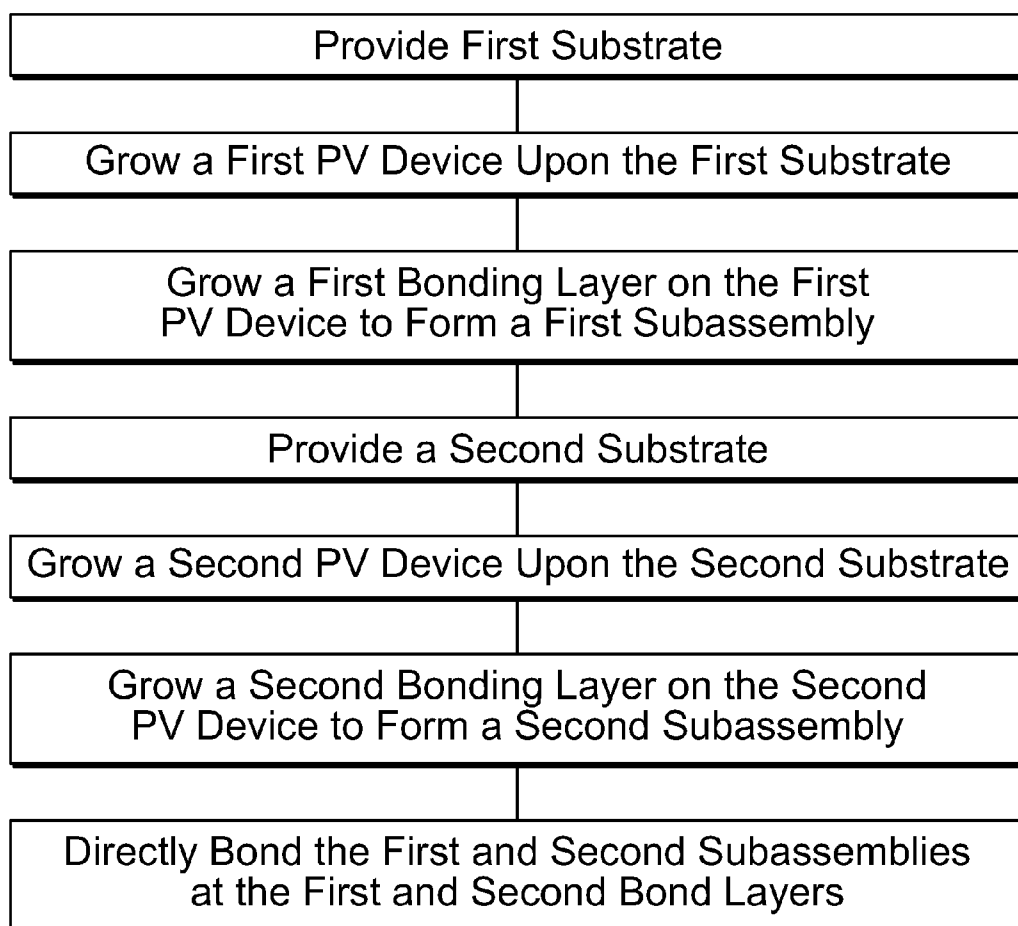 Provide First Substrate
Grow a First PV Device Upon the First Substrate
Grow a First Bonding Layer on the First
PV Device to Form a First Subassembly
Provide a Second Substrate
Grow a Second PV Device Upon the Second Substrate
Grow a Second Bonding Layer on the Second
PV Device to Form a Second Subassembly
Directly Bond the First and Second Subassemblies
at the First and Second Bond Layers